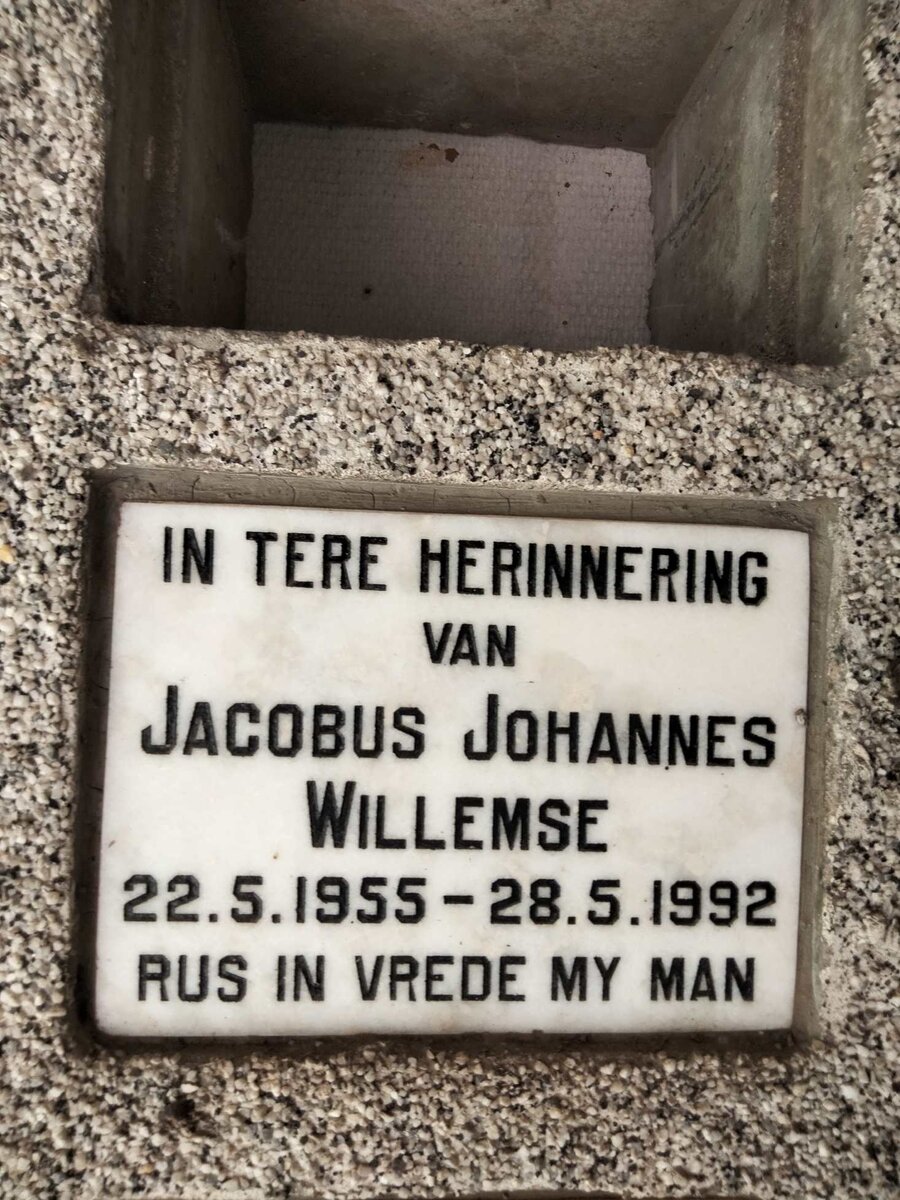 IN TERE HERINNERING
VAN
JACOBUS JOHANNES
WILLEMSE
22.5.1955 – 28.5.1992
RUS IN VREDE MY MAN